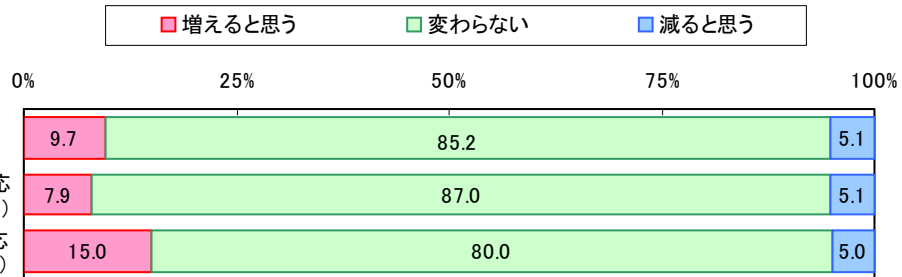 増えると思う 変わらない 減ると思う
0% 25% 50% 75% 100%
9.7 85.2 5.1
応
) 7.9 87.0 5.1
応
) 15.0 80.0 5.0